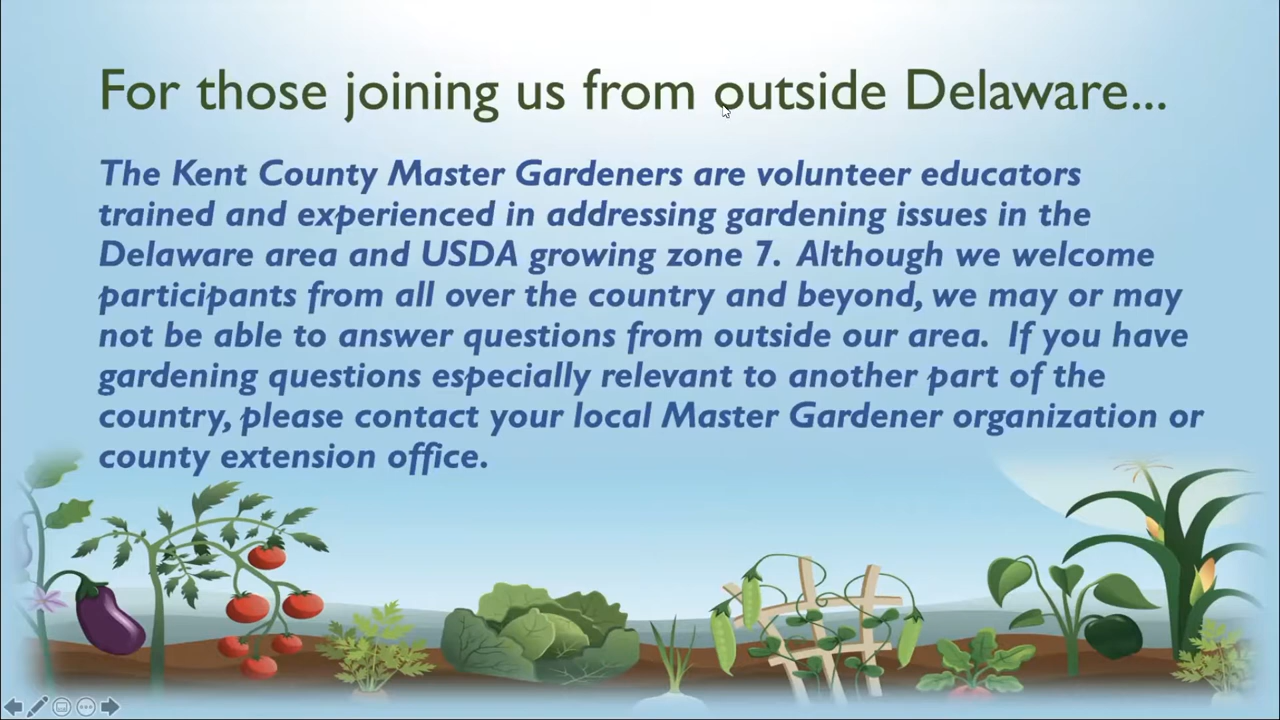 For those joining us from outside Delaware...
The Kent County Master Gardeners are volunteer educators
trained and experienced in addressing gardening issues in the
Delaware area and USDA growing zone 7.  Although we welcome
participants from all over the country and beyond, we may or may
not be able to answer questions from outside our area.  If you have
gardening questions especially relevant to another part of the
country, please contact your local Master Gardener organization or
county extension office.